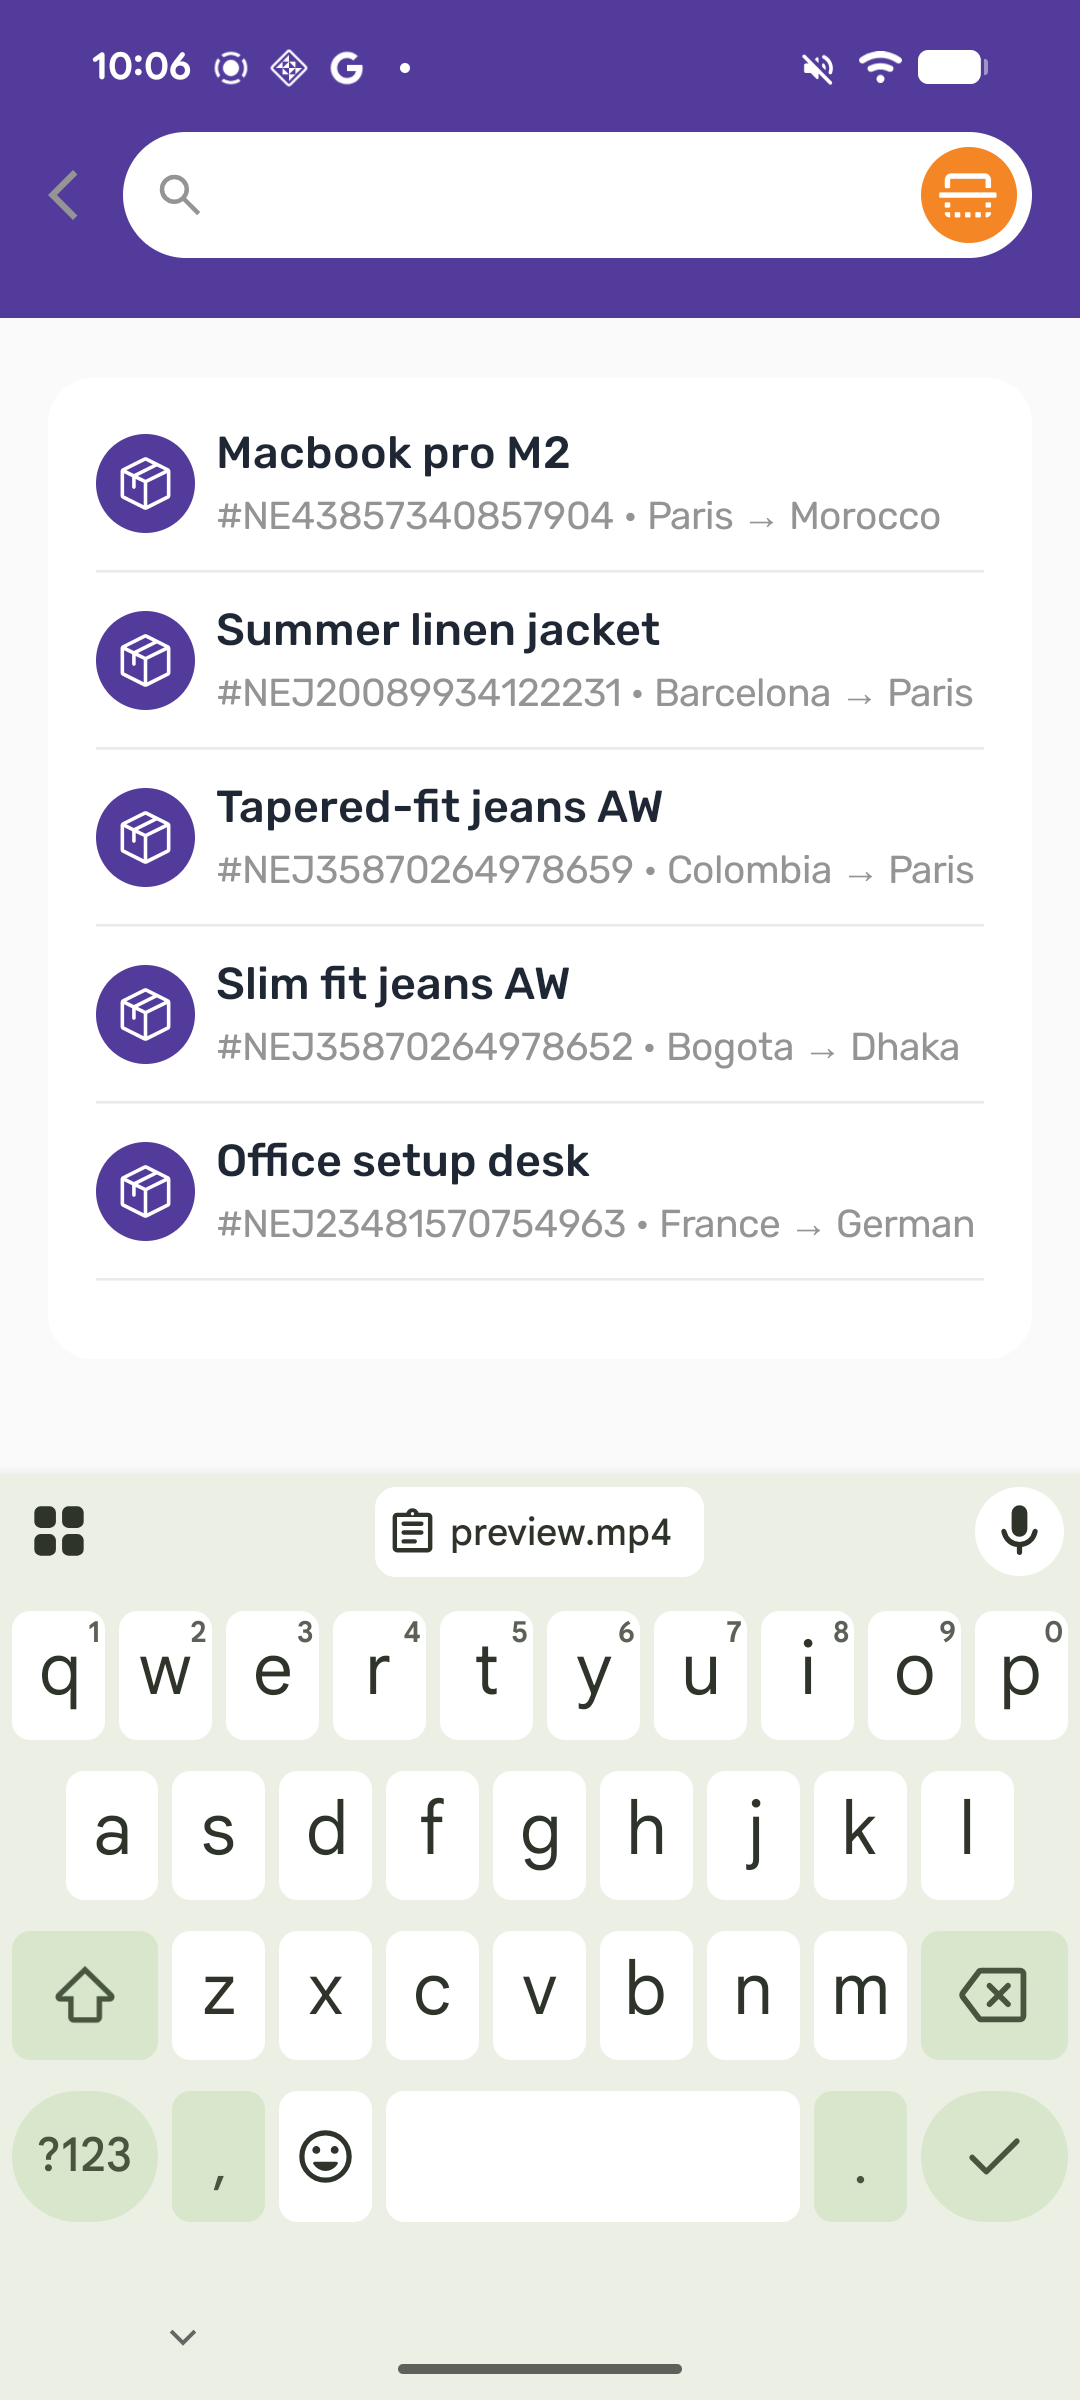 10:06
Macbook pro M2
#NE43857340857904 • Paris → Morocco
Summer linen jacket
#NEJ20089934122231 • Barcelona → Paris
Tapered-fit jeans AW
#NEJ35870264978659 • Colombia → Paris
Slim fit jeans AW
#NEJ35870264978652 • Bogota → Dhaka
Office setup desk
#NEJ23481570754963 • France → German
preview.mp4
1 2 3 4 5 6 7 8 9 0
q w e r t y u i o p
a s d f g h j k l
z x c v b n m
?123 , .